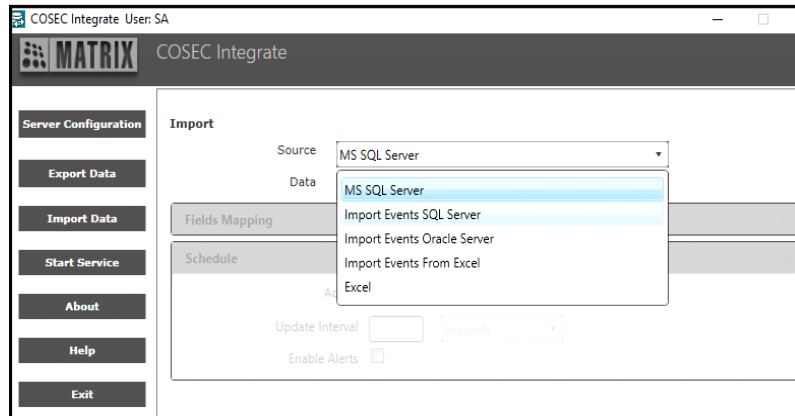 COSEC Integrate User: SA
MATRIX COSEC Integrate
Server Configuration
Export Data
Import Data
Start Service
About
Help
Exit
Import
Source MS SQL Server
Data
MS SQL Server
Import Events SQL Server
Import Events Oracle Server
Import Events From Excel
Excel
Fields Mapping
Schedule
Update Interval Seconds
Enable Alerts